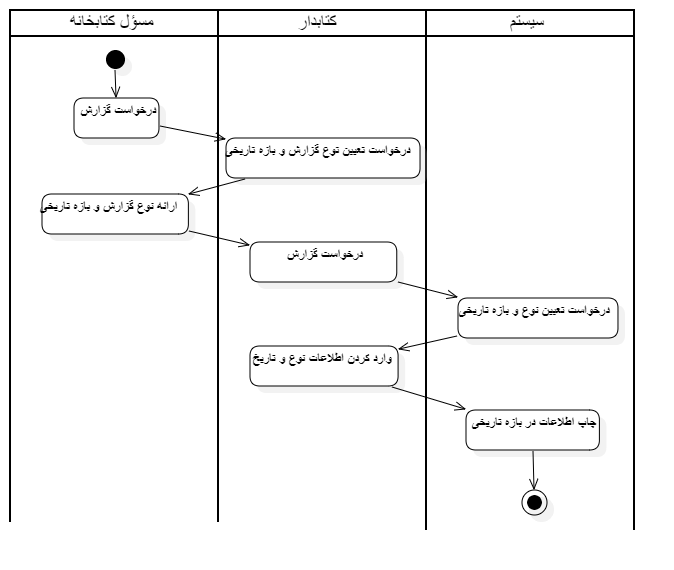 مسؤل کتابخانه
کتابدار
سیستم
درخواست گزارش
درخواست تعیین نوع گزارش و بازه تاریخی
ارائه نوع گزارش و بازه تاریخی
درخواست گزارش
درخواست تعیین نوع و بازه تاریخی
وارد کردن اطلاعات نوع و تاریخ
چاپ اطلاعات در بازه تاریخی